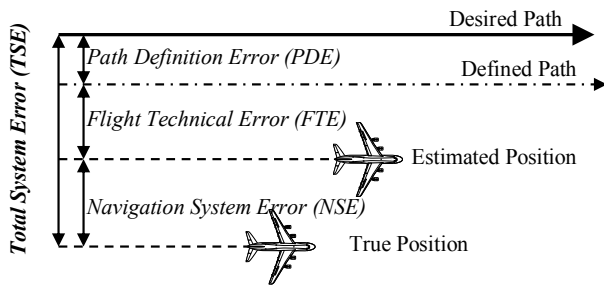 Desired Path
Path Definition Error (PDE)
Defined Path
Flight Technical Error (FTE)
Estimated Position
Navigation System Error (NSE)
True Position
Total System Error (TSE)